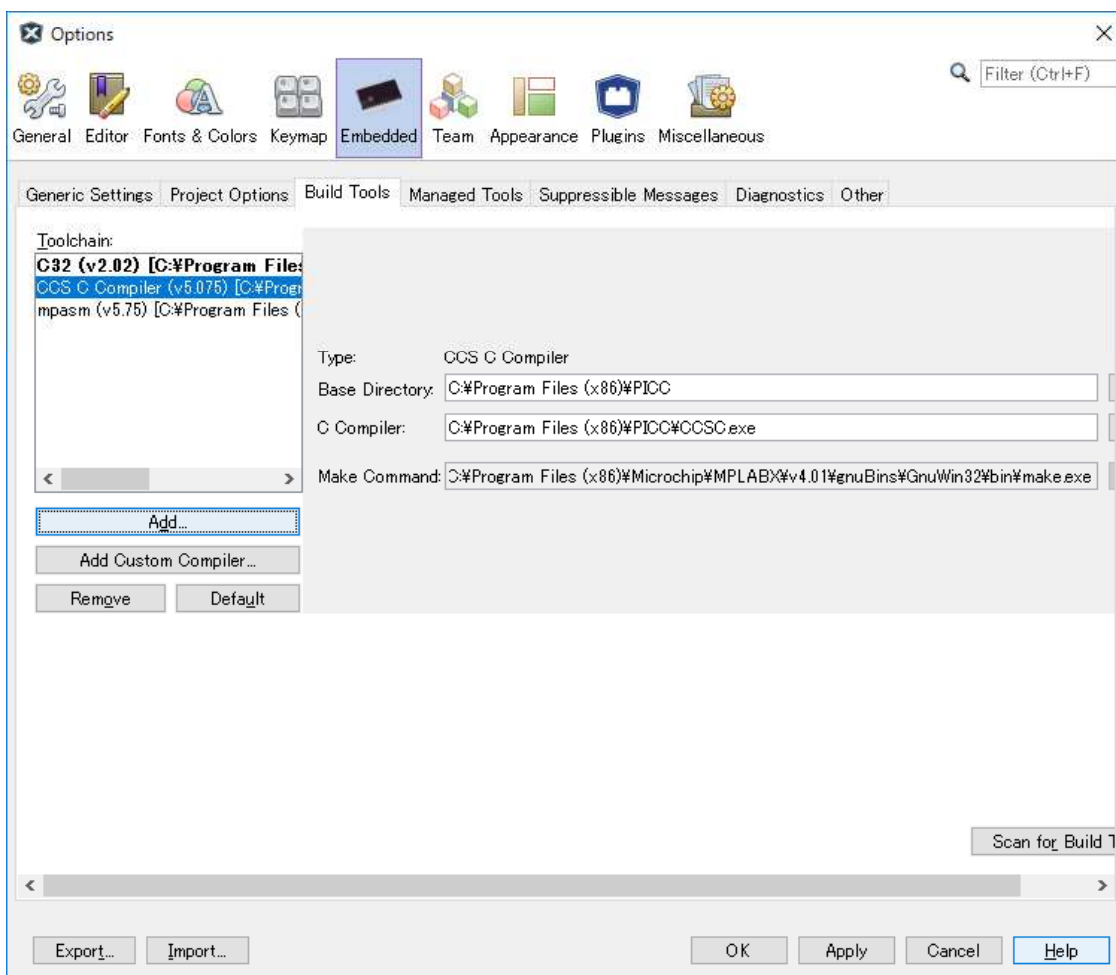 Options
Filter (Ctrl+F)
General Editor Fonts & Colors Keymap Embedded Team Appearance Plugins Miscellaneous
Generic Settings Project Options Build Tools Managed Tools Suppressible Messages Diagnostics Other
Toolchain:
C32 (v2.02) [C:¥Program Files
CCS C Compiler (v5.075) [C:¥Progr
mpasm (v5.75) [C:¥Program Files (
Type: CCS C Compiler
Base Directory: C:¥Program Files (x86)¥PICC
C Compiler: C:¥Program Files (x86)¥PICC¥CCSC.exe
Make Command: C:¥Program Files (x86)¥Microchip¥MPLABX¥v4.01¥gnuBins¥GnuWin32¥bin¥make.exe
Add...
Add Custom Compiler...
Remove Default
Scan for Build T
Export... Import... OK Apply Cancel Help